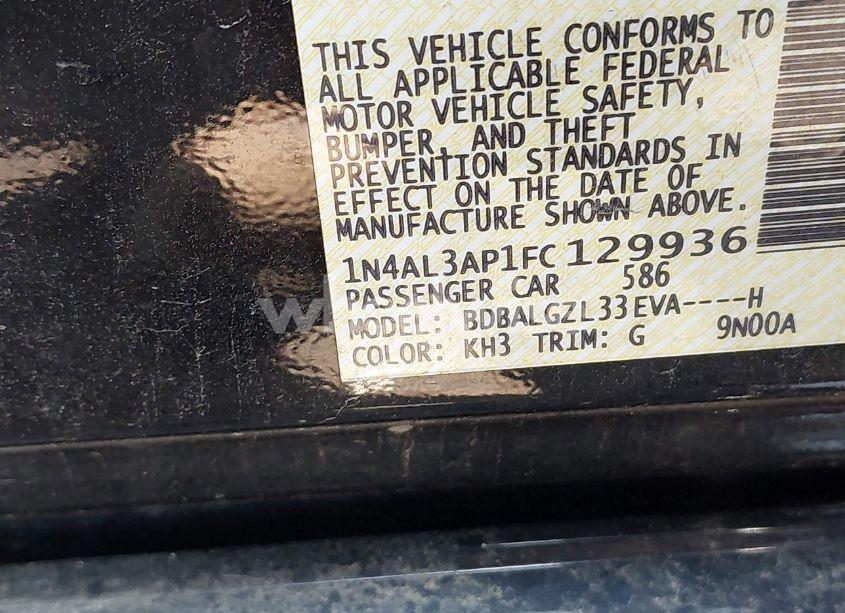 THIS VEHICLE CONFORMS TO
ALL APPLICABLE FEDERAL
MOTOR VEHICLE SAFETY,
BUMPER, AND THEFT
PREVENTION STANDARDS IN
EFFECT ON THE DATE OF
MANUFACTURE SHOWN ABOVE.
1N4AL3AP1FC129936
PASSENGER CAR 586
MODEL: BDBALGZL33EVA----H
COLOR: KH3 TRIM: G 9N00A